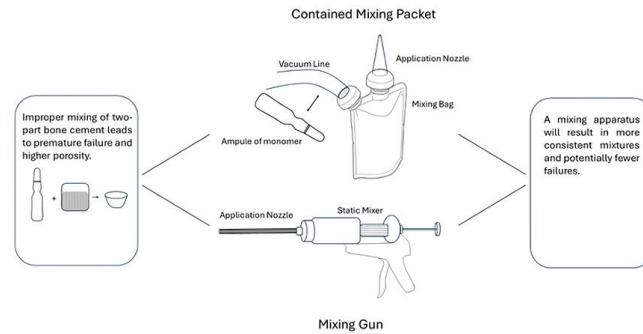 Contained Mixing Packet
Vacuum Line
Application Nozzle
Mixing Bag
Ampule of monomer
Improper mixing of two-
part bone cement leads
to premature failure and
higher porosity.
+
A mixing apparatus
will result in more
consistent mixtures
and potentially fewer
failures.
Application Nozzle
Static Mixer
Mixing Gun